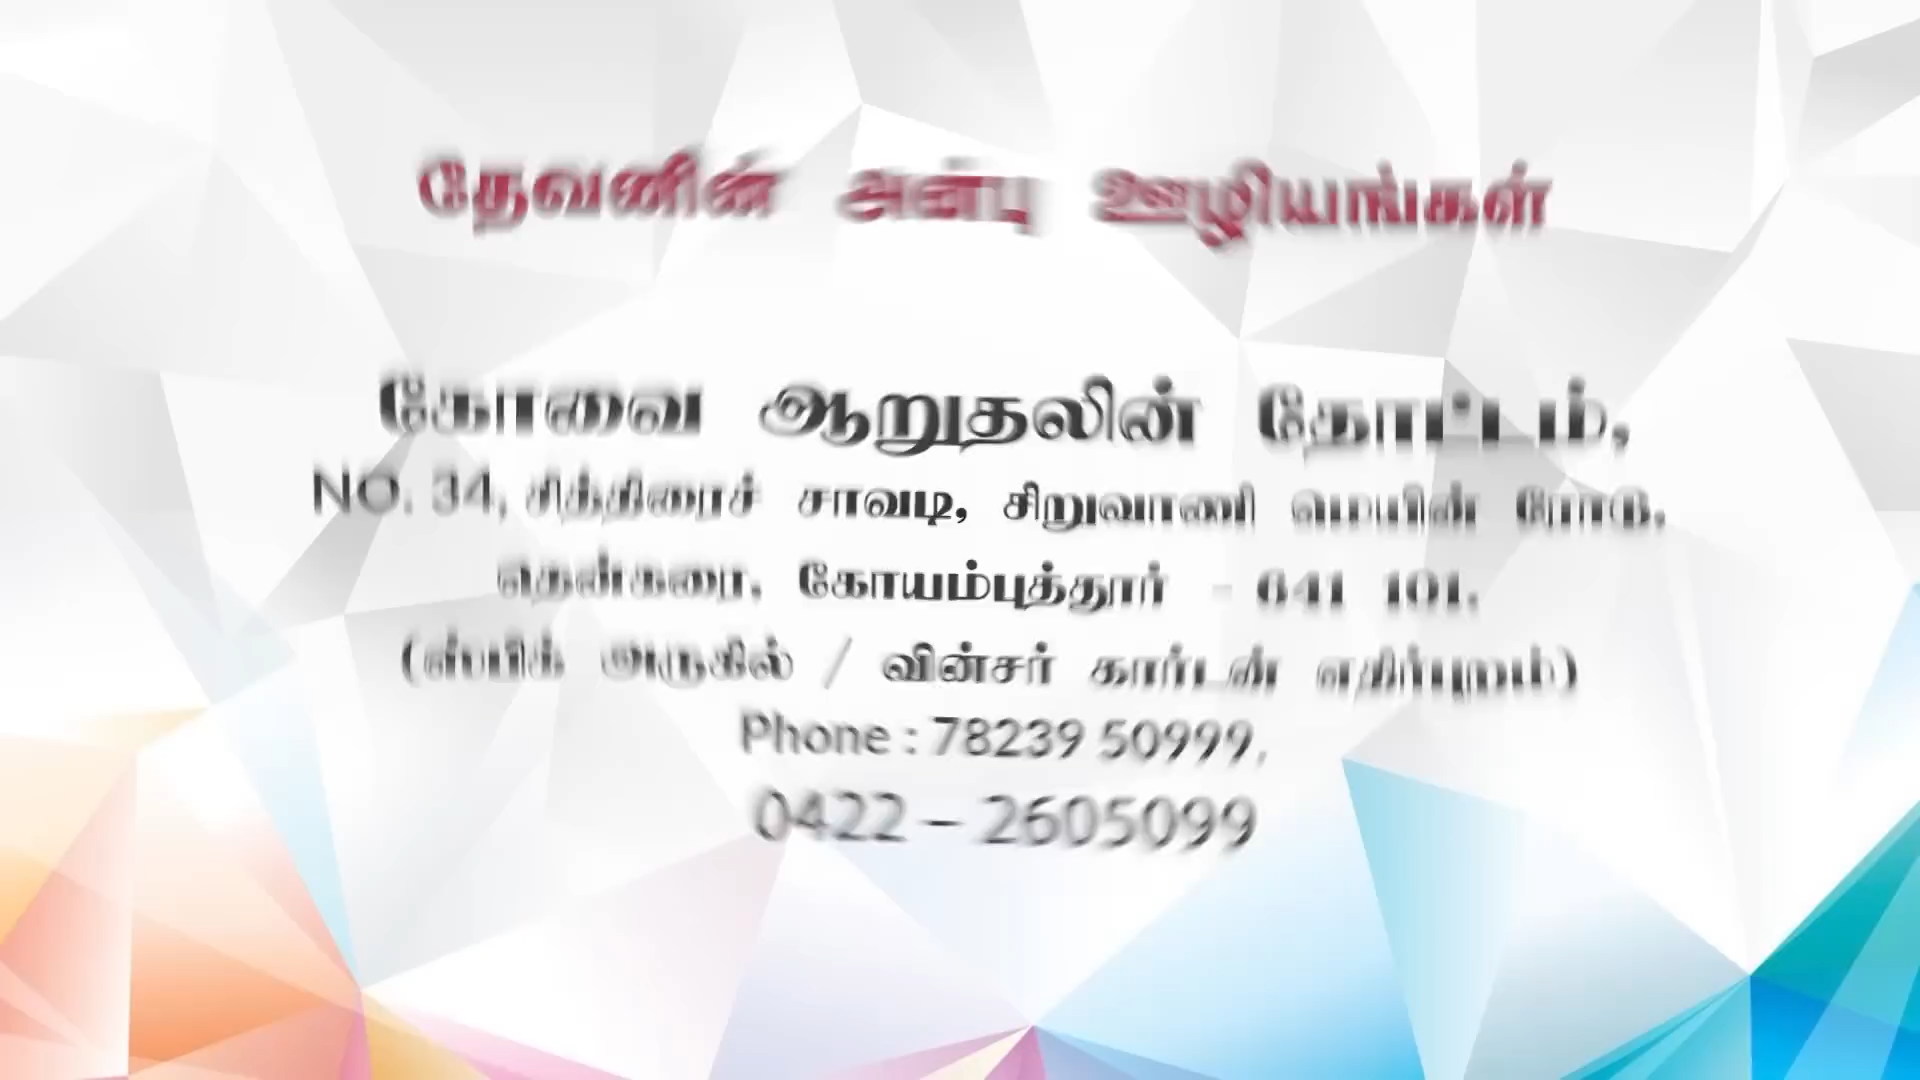 தேவனின் அன்பு ஊழியங்கள்
கோவை ஆறுதலின் தோட்டம்,
NO. 34, சித்திரைச் சாவடி, சிறுவாணி மெயின் ரோடு,
தென்கரை, கோயம்புத்தூர் - 641 101.
(ஸ்பிக் அருகில் / வின்சர் கார்டன் எதிர்புறம்)
Phone : 78239 50999,
0422 – 2605099